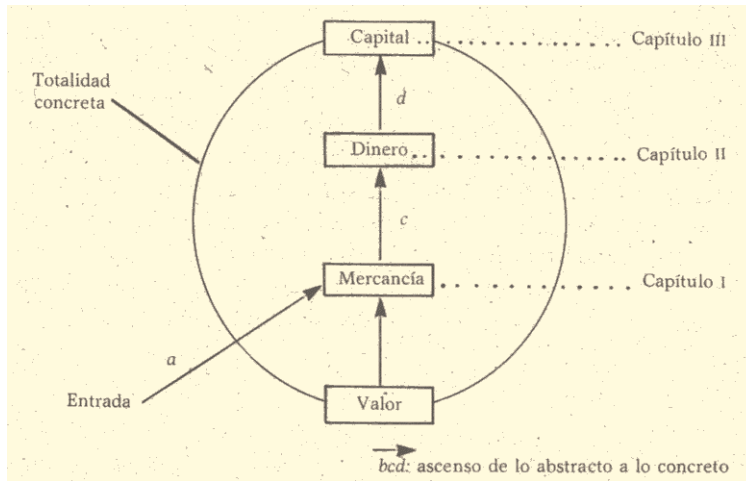 Capital ........................ Capítulo III
Totalidad
concreta
d
Dinero ........................ Capítulo II
c
Mercancía ........................ Capítulo I
a
Entrada
Valor
bcd: ascenso de lo abstracto a lo concreto